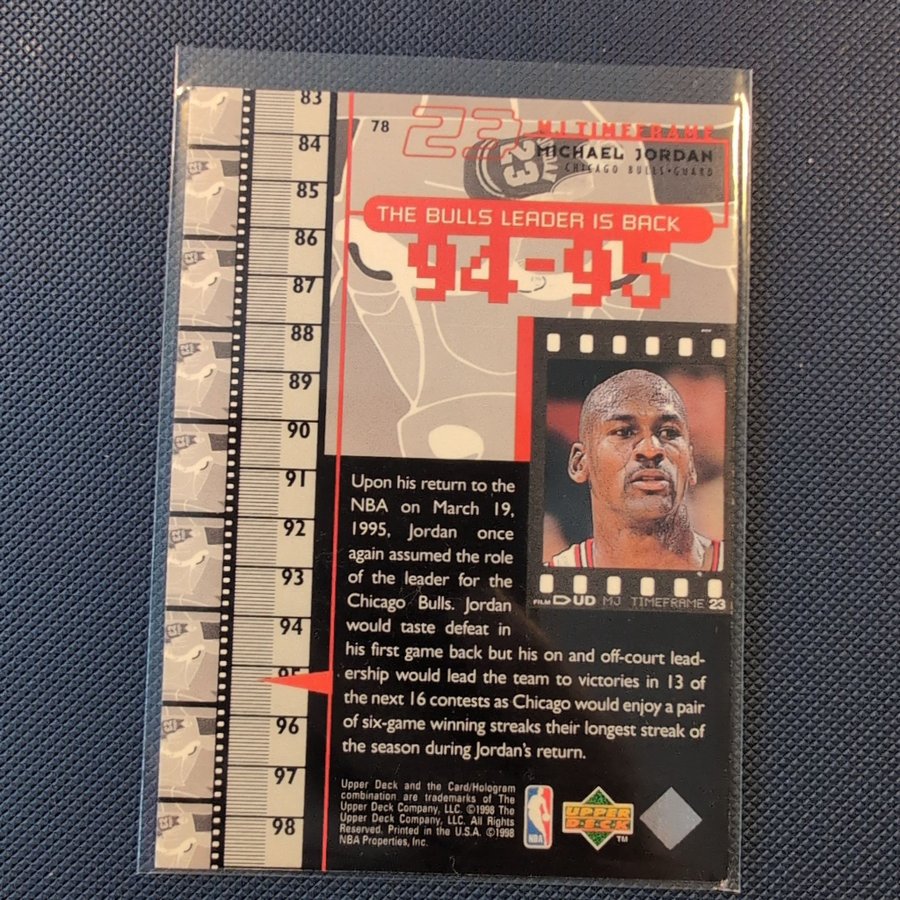 83
84
85
86
87
88
89
90
91
92
93
94
95
96
97
98
78
23
MJ TIMEFRAME
MICHAEL JORDAN
CHICAGO BULLS • GUARD
THE BULLS LEADER IS BACK
94-95
Upon his return to the
NBA on March 19,
1995, Jordan once
again assumed the role
of the leader for the
Chicago Bulls. Jordan
would taste defeat in
his first game back but his on and off-court lead-
ership would lead the team to victories in 13 of
the next 16 contests as Chicago would enjoy a pair
of six-game winning streaks their longest streak of
the season during Jordan's return.
FILM UD MJ TIMEFRAME 23
Upper Deck and the Card/Hologram
combination are trademarks of The
Upper Deck Company, LLC. ©1998 The
Upper Deck Company, LLC. All Rights
Reserved. Printed in the U.S.A. ©1998
NBA Properties, Inc.
NBA
UPPER
DECK
TM